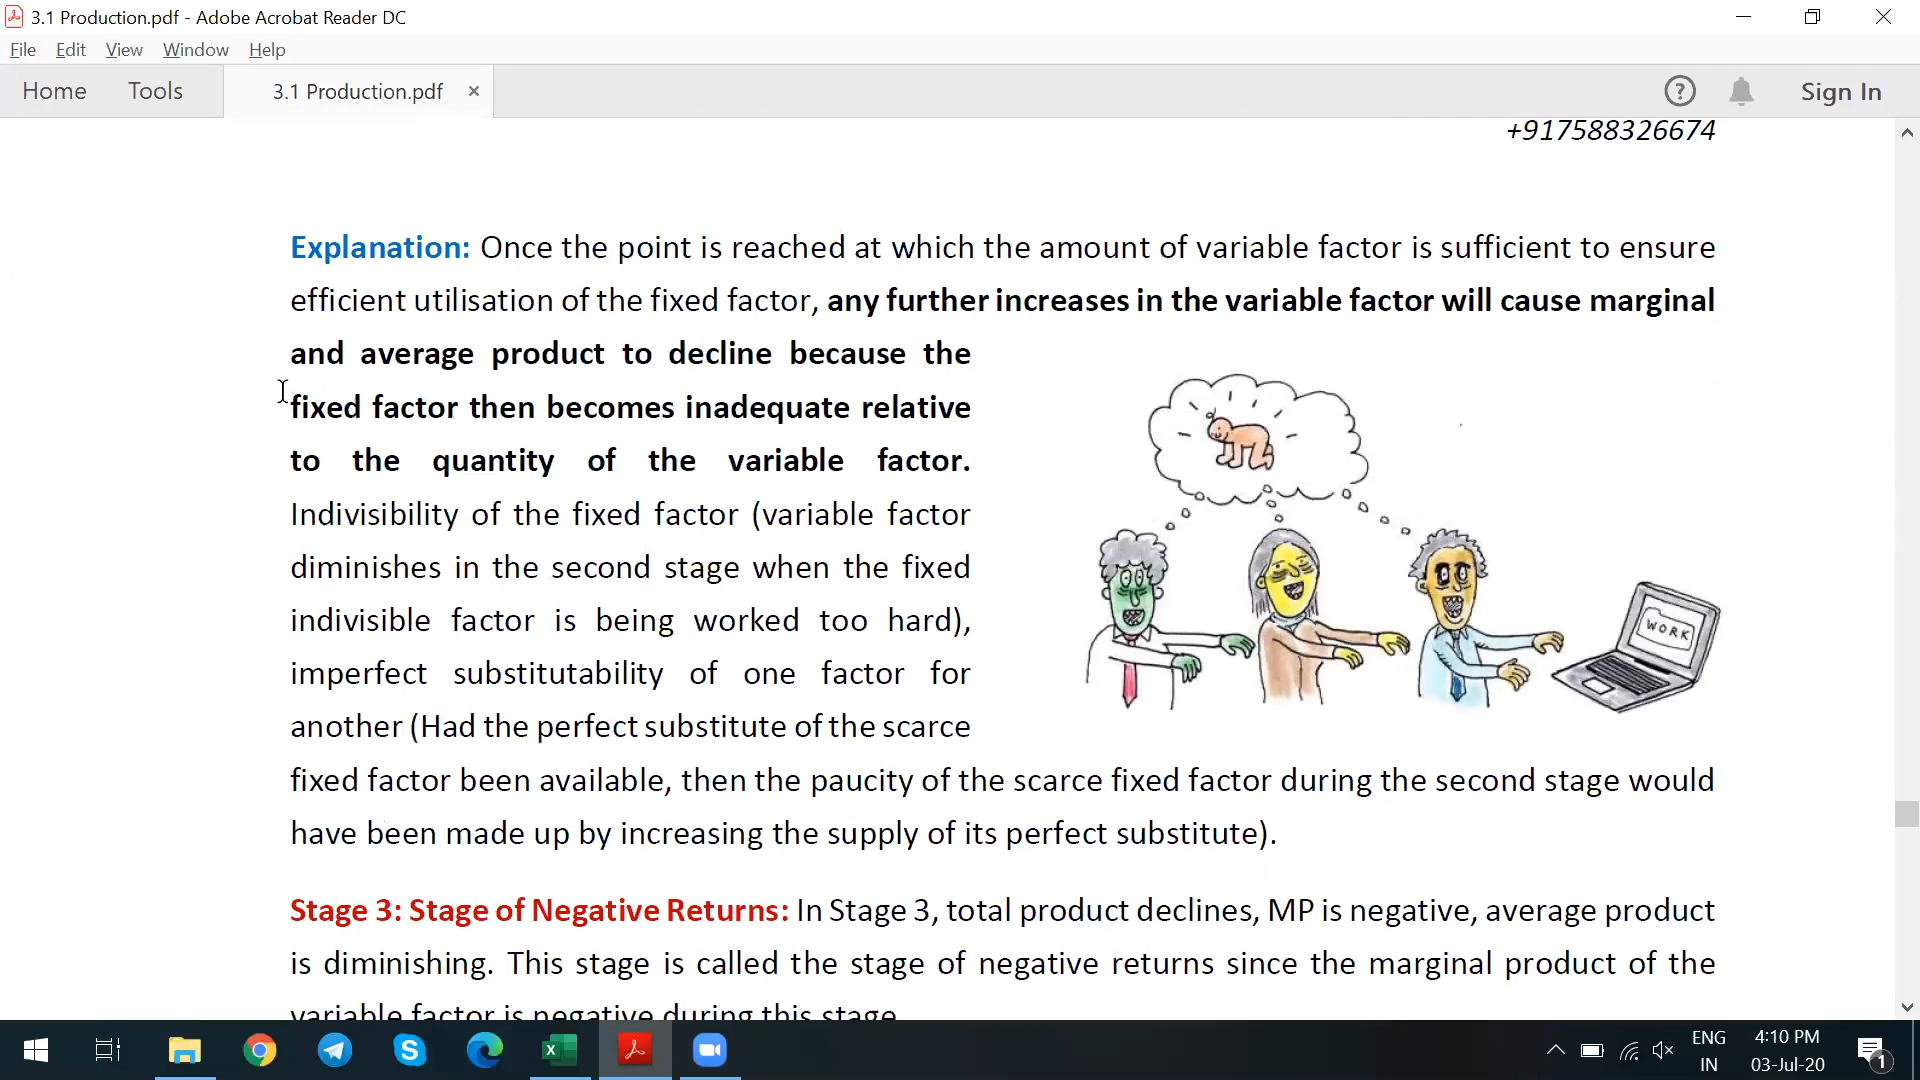 3.1 Production.pdf - Adobe Acrobat Reader DC
File Edit View Window Help
Home Tools 3.1 Production.pdf × ? Sign In
+917588326674
Explanation: Once the point is reached at which the amount of variable factor is sufficient to ensure
efficient utilisation of the fixed factor, any further increases in the variable factor will cause marginal
and average product to decline because the
fixed factor then becomes inadequate relative
to the quantity of the variable factor.
Indivisibility of the fixed factor (variable factor
diminishes in the second stage when the fixed
indivisible factor is being worked too hard),
imperfect substitutability of one factor for
another (Had the perfect substitute of the scarce
fixed factor been available, then the paucity of the scarce fixed factor during the second stage would
have been made up by increasing the supply of its perfect substitute).
WORK
Stage 3: Stage of Negative Returns: In Stage 3, total product declines, MP is negative, average product
is diminishing. This stage is called the stage of negative returns since the marginal product of the
variable factor is negative during this stage.
ENG
IN
4:10 PM
03-Jul-20
1